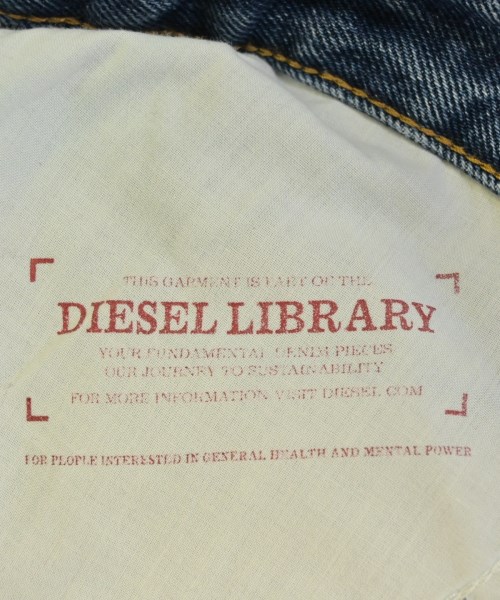 THIS GARMENT IS PART OF THE
DIESEL LIBRARY
YOUR FUNDAMENTAL DENIM PIECES
OUR JOURNEY TO SUSTAINABILITY
FOR MORE INFORMATION VISIT DIESEL.COM
FOR PEOPLE INTERESTED IN GENERAL HEALTH AND MENTAL POWER